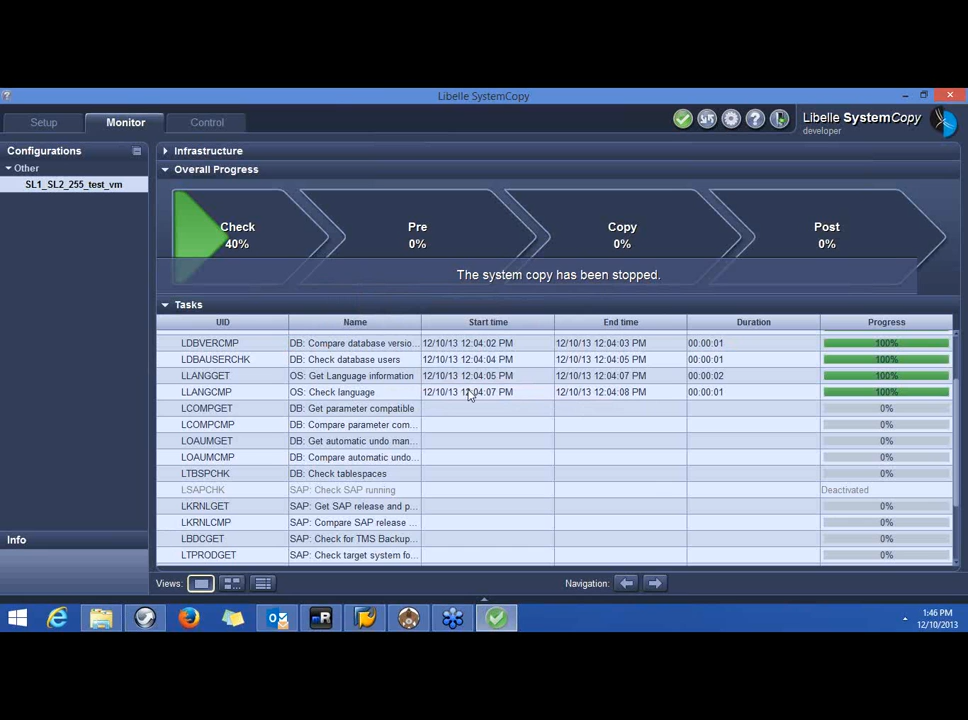 Libelle SystemCopy
Setup Monitor Control
Libelle SystemCopy
developer
Configurations
Other
SL1_SL2_255_test_vm
Infrastructure
Overall Progress
Check Pre Copy Post
40% 0% 0% 0%
The system copy has been stopped.
Tasks
UID Name Start time End time Duration Progress
LDBVERCMP DB: Compare database versio... 12/10/13 12:04:02 PM 12/10/13 12:04:03 PM 00:00:01 100%
LDBAUSERCHK DB: Check database users 12/10/13 12:04:04 PM 12/10/13 12:04:05 PM 00:00:01 100%
LLANGGET OS: Get Language information 12/10/13 12:04:05 PM 12/10/13 12:04:07 PM 00:00:02 100%
LLANGCMP OS: Check language 12/10/13 12:04:07 PM 12/10/13 12:04:08 PM 00:00:01 100%
LCOMPGET DB: Get parameter compatible 0%
LCOMPCMP DB: Compare parameter com... 0%
LOAUMGET DB: Get automatic undo man... 0%
LOAUMCMP DB: Compare automatic undo... 0%
LTBSPCHK DB: Check tablespaces 0%
LSAPCHK SAP: Check SAP running Deactivated
LKRNLGET SAP: Get SAP release and p... 0%
LKRNLCMP SAP: Compare SAP release ... 0%
LBDCGET SAP: Check for TMS Backup... 0%
LTPRODGET SAP: Check target system fo... 0%
Info
Views: Navigation:
1:46 PM
12/10/2013